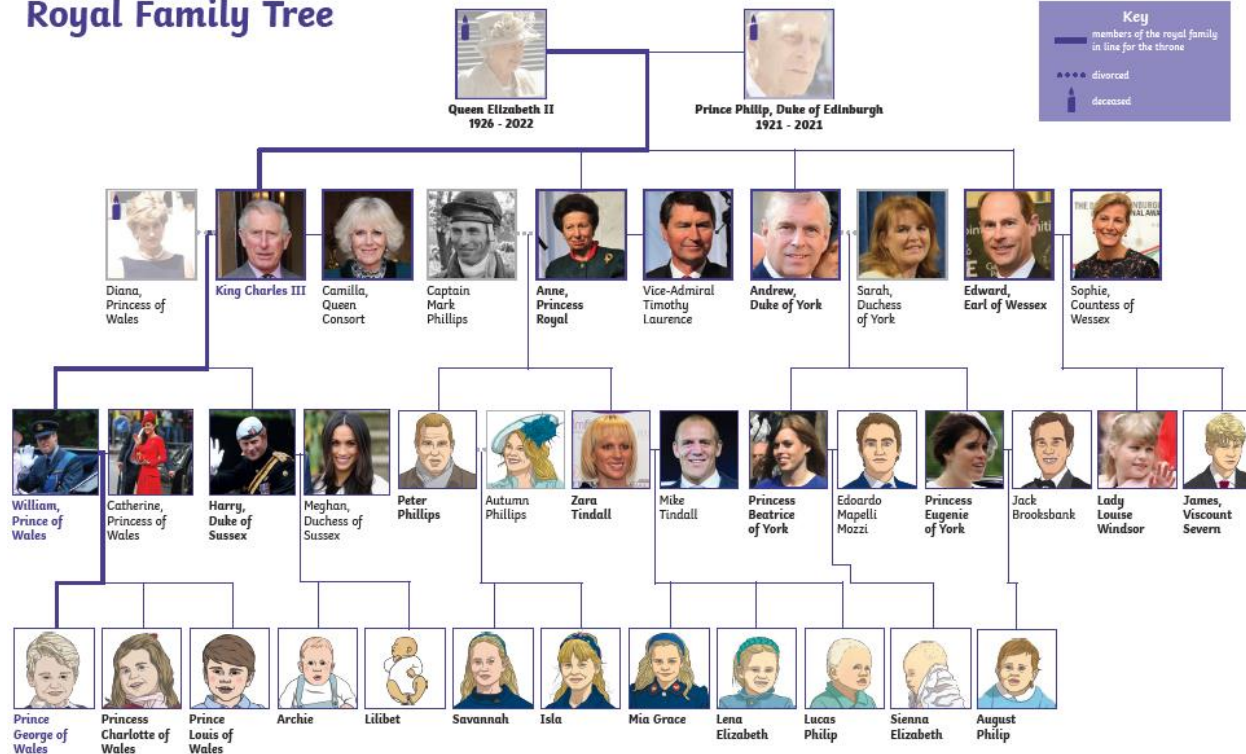 Royal Family Tree
Key
members of the royal family
in line for the throne
divorced
deceased
Queen Elizabeth II
1926 - 2022
Prince Philip, Duke of Edinburgh
1921 - 2021
Diana,
Princess of
Wales
King Charles III
Camilla,
Queen
Consort
Captain
Mark
Phillips
Anne,
Princess
Royal
Vice-Admiral
Timothy
Laurence
Andrew,
Duke of York
Sarah,
Duchess
of York
Edward,
Earl of Wessex
Sophie,
Countess of
Wessex
William,
Prince of
Wales
Catherine,
Princess of
Wales
Harry,
Duke of
Sussex
Meghan,
Duchess of
Sussex
Peter
Phillips
Autumn
Phillips
Zara
Tindall
Mike
Tindall
Princess
Beatrice
of York
Edoardo
Mapelli
Mozzi
Princess
Eugenie
of York
Jack
Brooksbank
Lady
Louise
Windsor
James,
Viscount
Severn
Prince
George of
Wales
Princess
Charlotte of
Wales
Prince
Louis of
Wales
Archie
Lilibet
Savannah
Isla
Mia Grace
Lena
Elizabeth
Lucas
Philip
Sienna
Elizabeth
August
Philip